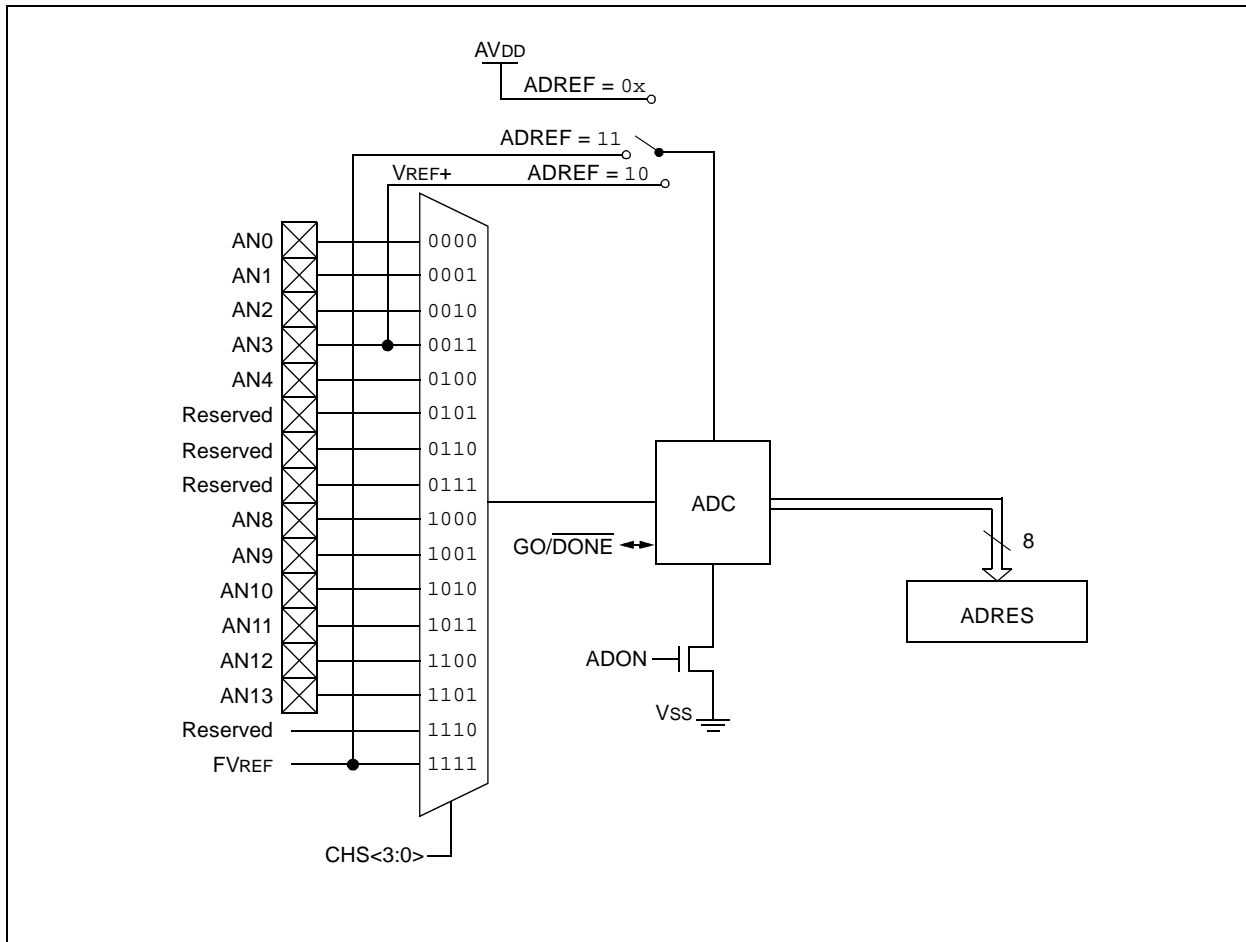 AVDD
ADREF = 0x
ADREF = 11
VREF+
ADREF = 10
AN0
0000
AN1
0001
AN2
0010
AN3
0011
AN4
0100
Reserved
0101
Reserved
0110
Reserved
0111
AN8
1000
AN9
1001
AN10
1010
AN11
1011
AN12
1100
AN13
1101
Reserved
1110
FVREF
1111
CHS<3:0>
ADC
GO/DONE
8
ADRES
ADON
VSS